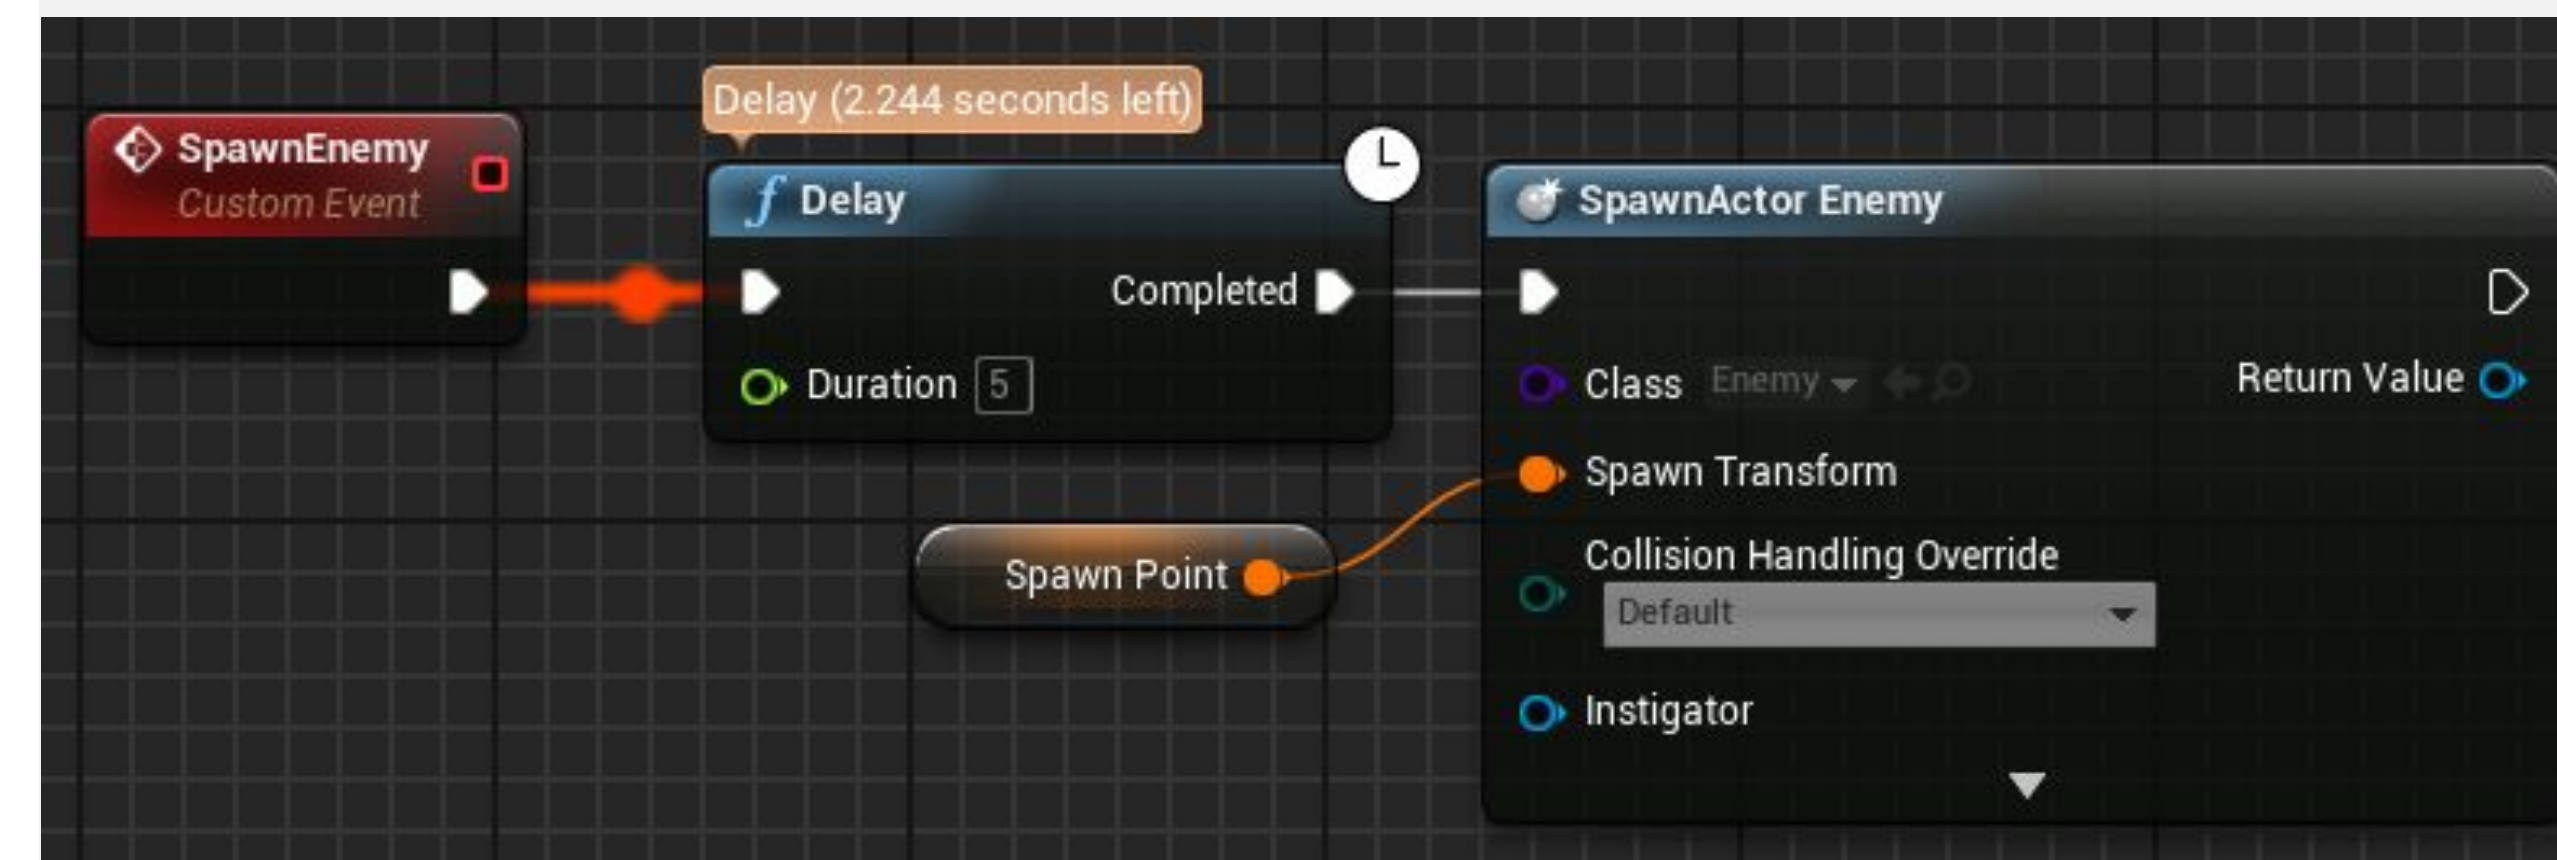 Delay (2.244 seconds left)
SpawnEnemy
Custom Event
Delay
Completed
Duration 5
SpawnActor Enemy
Class Enemy
Return Value
Spawn Transform
Spawn Point
Collision Handling Override
Default
Instigator